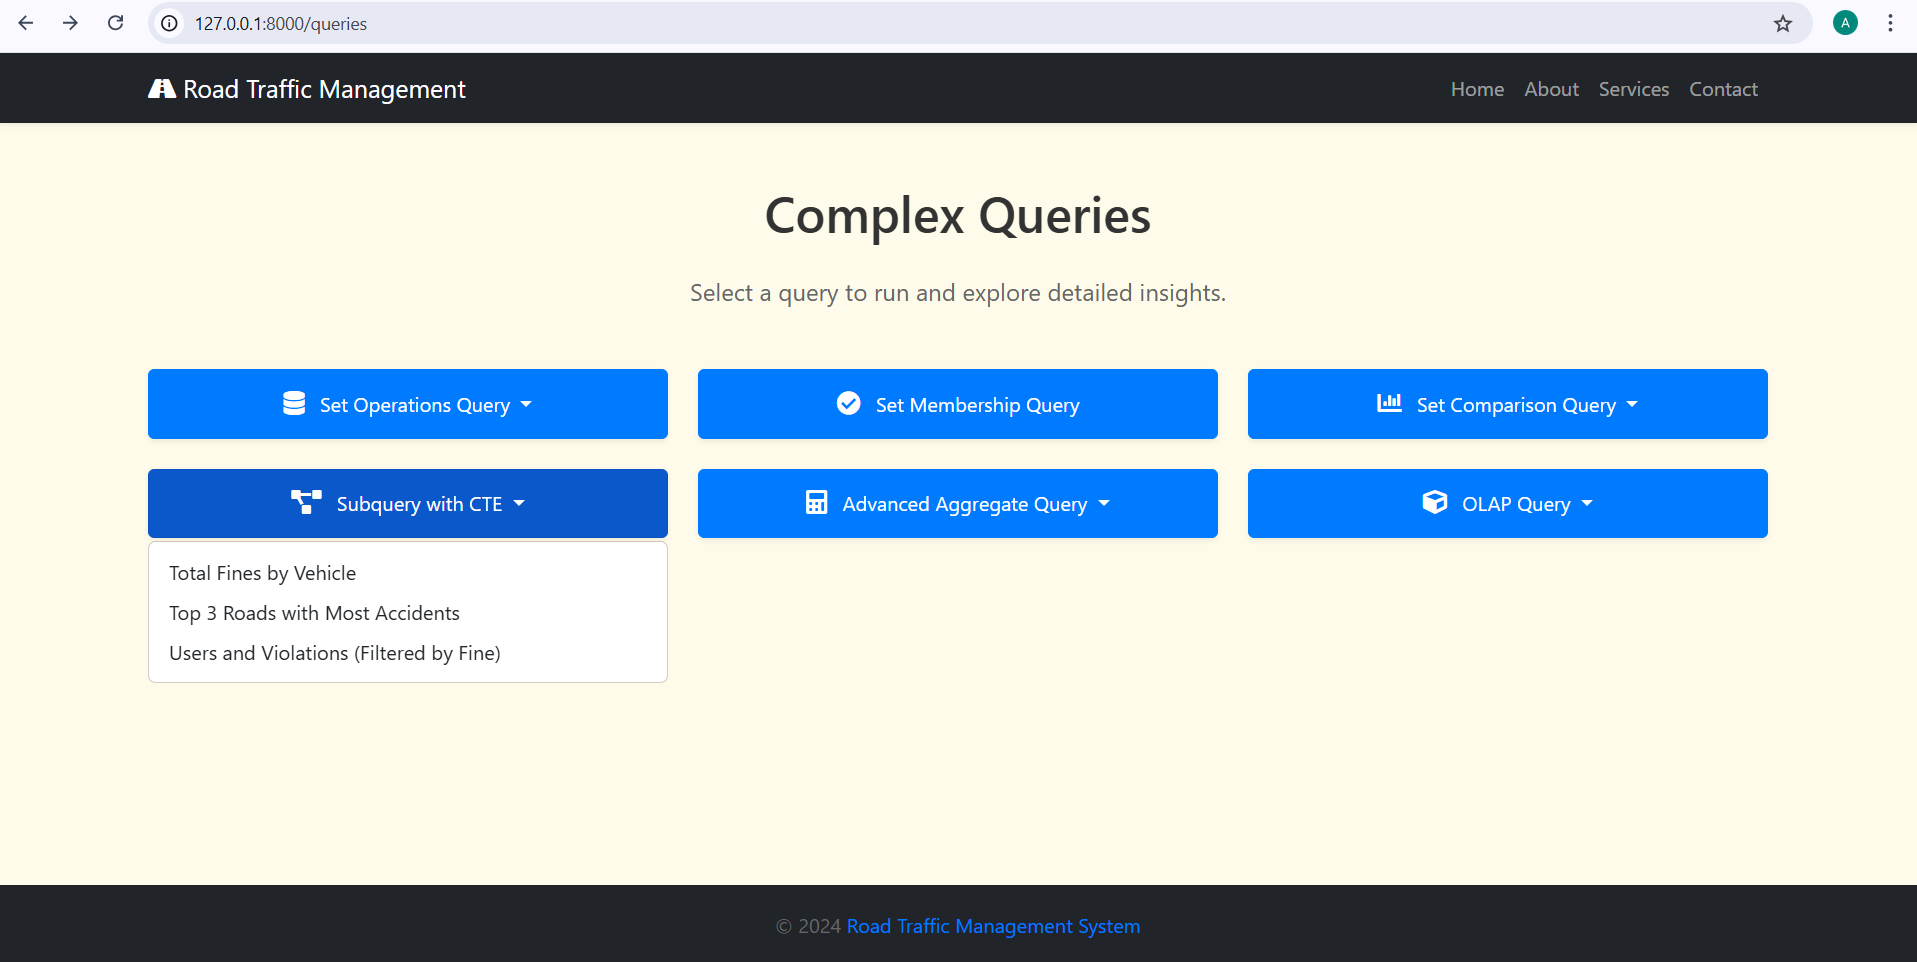 127.0.0.1:8000/queries
A
Road Traffic Management
Home About Services Contact
Complex Queries
Select a query to run and explore detailed insights.
Set Operations Query
Set Membership Query
Set Comparison Query
Subquery with CTE
Advanced Aggregate Query
OLAP Query
Total Fines by Vehicle
Top 3 Roads with Most Accidents
Users and Violations (Filtered by Fine)
© 2024 Road Traffic Management System